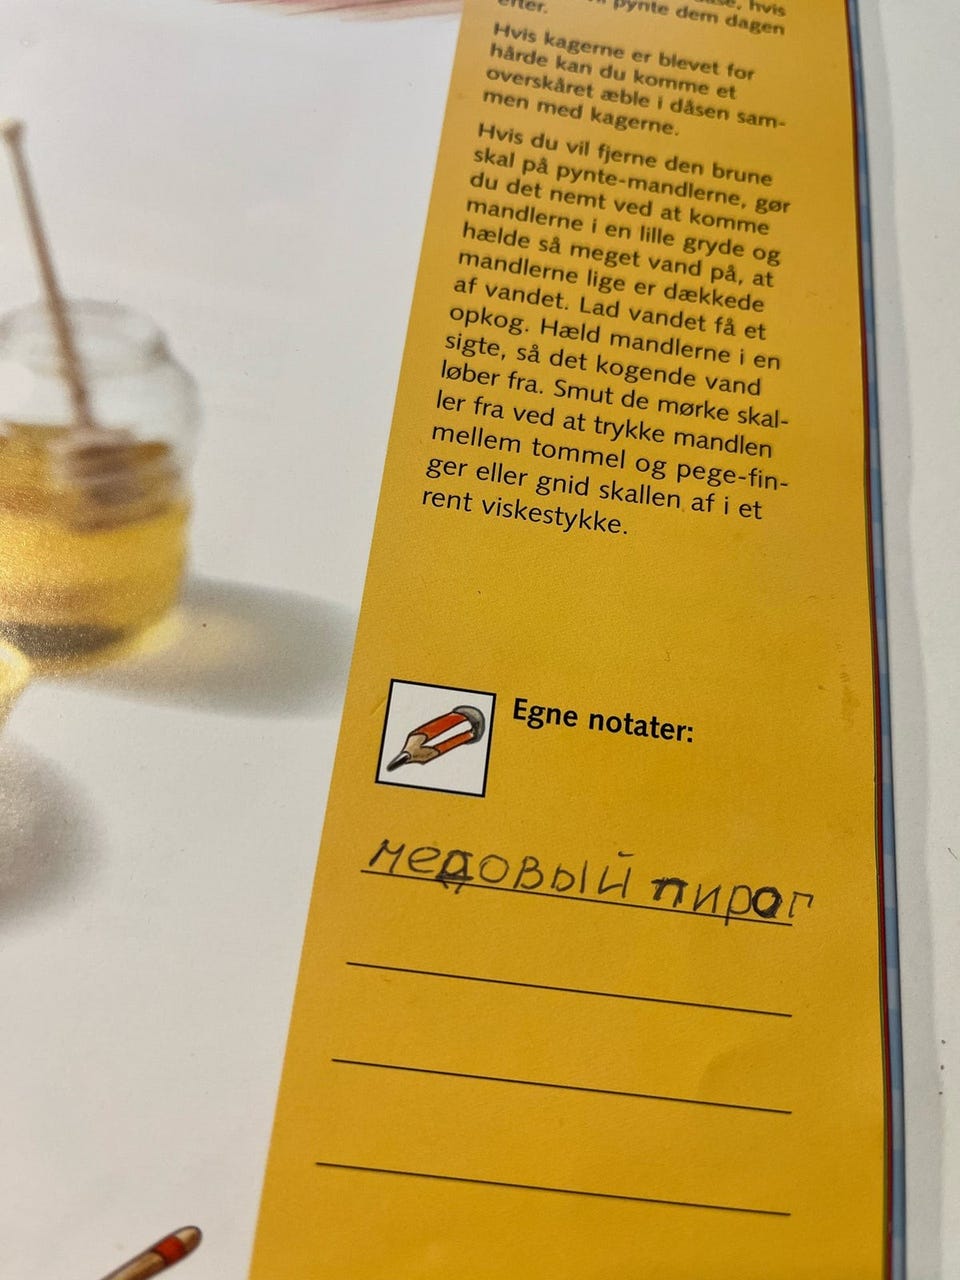 hvis
pynte dem dagen
efter.
Hvis kagerne er blevet for
hårde kan du komme et
overskåret æble i dåsen sam-
men med kagerne.
Hvis du vil fjerne den brune
skal på pynte-mandlerne, gør
du det nemt ved at komme
mandlerne i en lille gryde og
hælde så meget vand på, at
mandlerne lige er dækkede
af vandet. Lad vandet få et
opkog. Hæld mandlerne i en
sigte, så det kogende vand
løber fra. Smut de mørke skal-
ler fra ved at trykke mandlen
mellem tommel og pege-fin-
ger eller gnid skallen af i et
rent viskestykke.
Egne notater:
медовый пирог